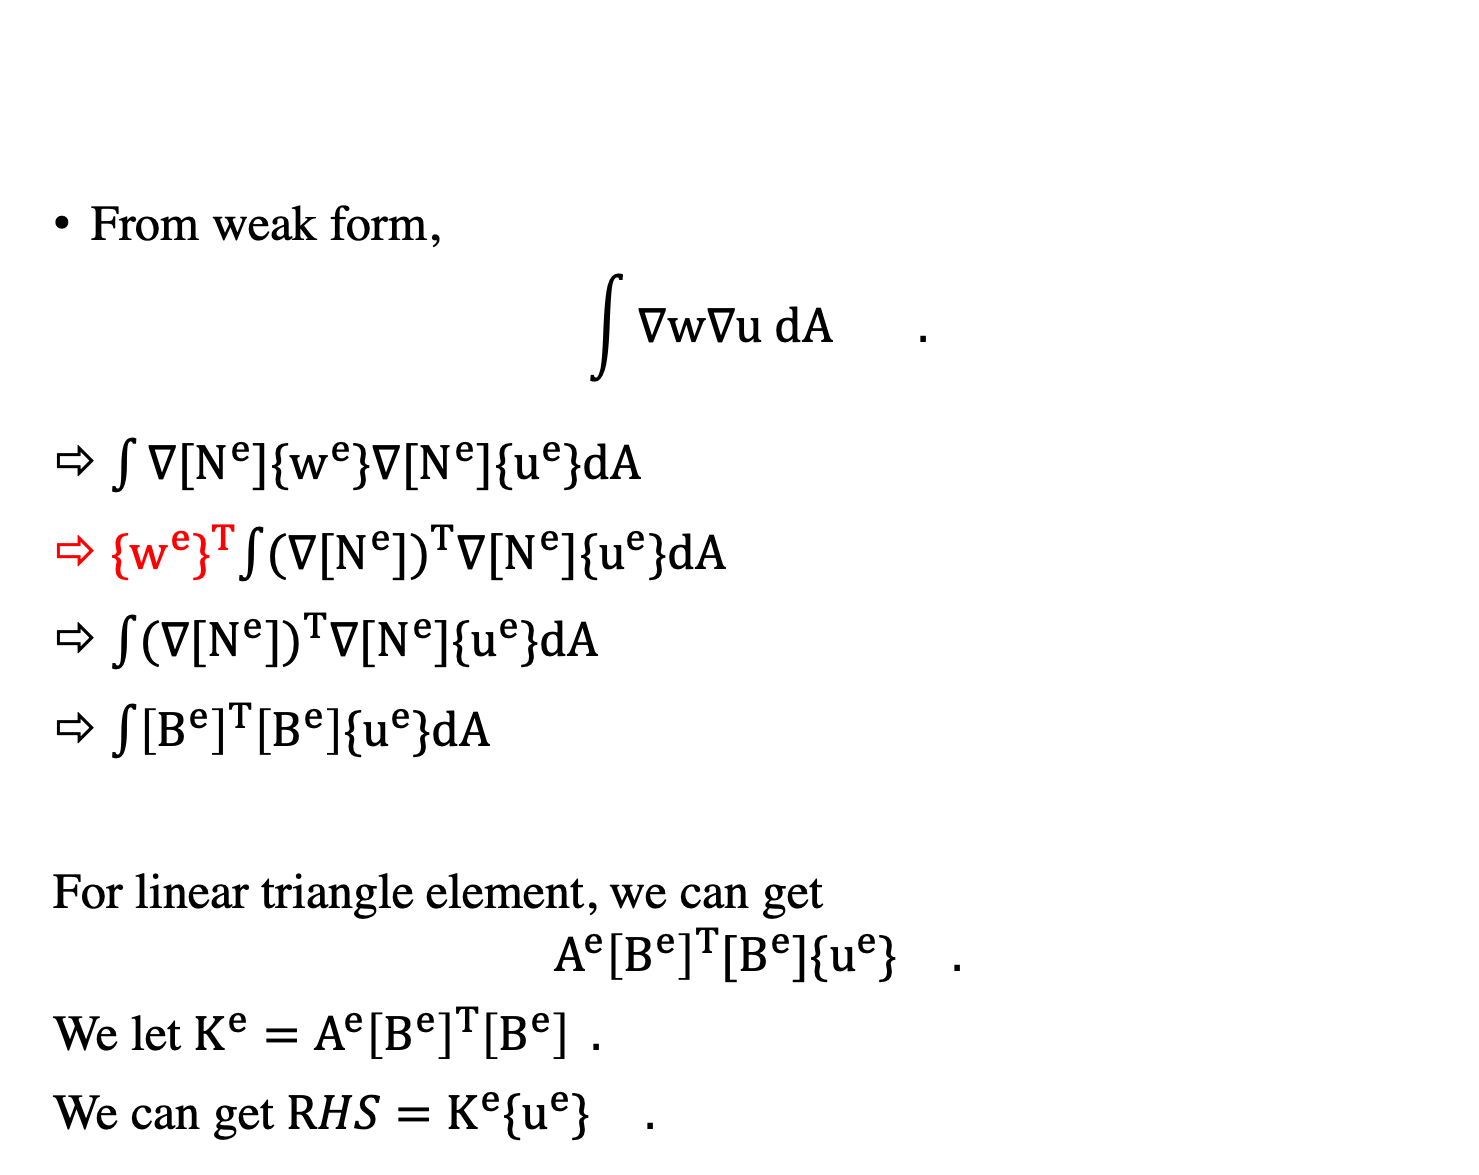 • From weak form,
∫ ∇w∇u dA .
⇨ ∫ ∇[Nᵉ]{wᵉ}∇[Nᵉ]{uᵉ}dA
⇨ {wᵉ}ᵀ∫(∇[Nᵉ])ᵀ∇[Nᵉ]{uᵉ}dA
⇨ ∫(∇[Nᵉ])ᵀ∇[Nᵉ]{uᵉ}dA
⇨ ∫[Bᵉ]ᵀ[Bᵉ]{uᵉ}dA
For linear triangle element, we can get
Aᵉ[Bᵉ]ᵀ[Bᵉ]{uᵉ} .
We let Kᵉ = Aᵉ[Bᵉ]ᵀ[Bᵉ] .
We can get RHS = Kᵉ{uᵉ} .